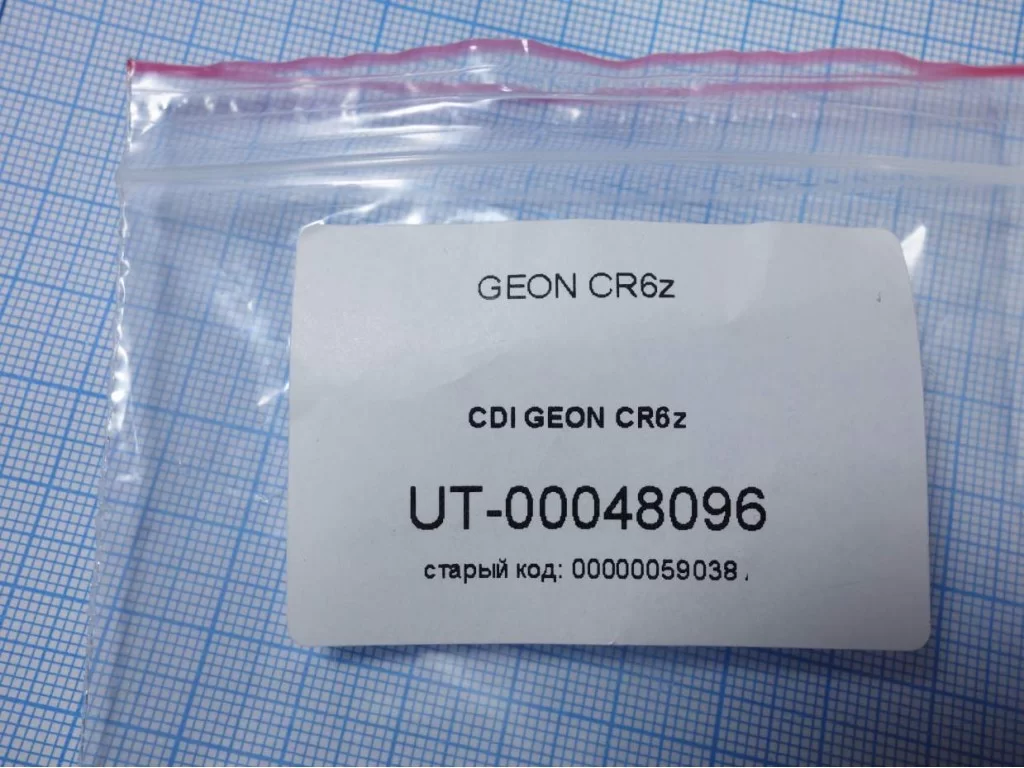 GEON CR6z
CDI GEON CR6z
UT-00048096
старый код: 00000059038 ,